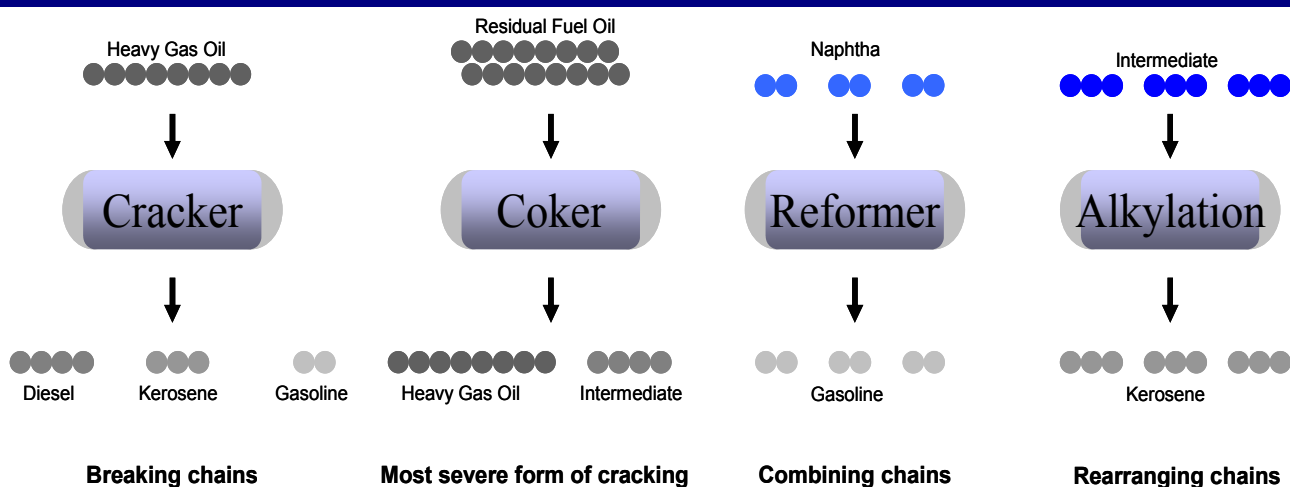 Heavy Gas Oil
Residual Fuel Oil
Naphtha
Intermediate
Cracker
Coker
Reformer
Alkylation
Diesel
Kerosene
Gasoline
Heavy Gas Oil
Intermediate
Gasoline
Kerosene
Breaking chains
Most severe form of cracking
Combining chains
Rearranging chains